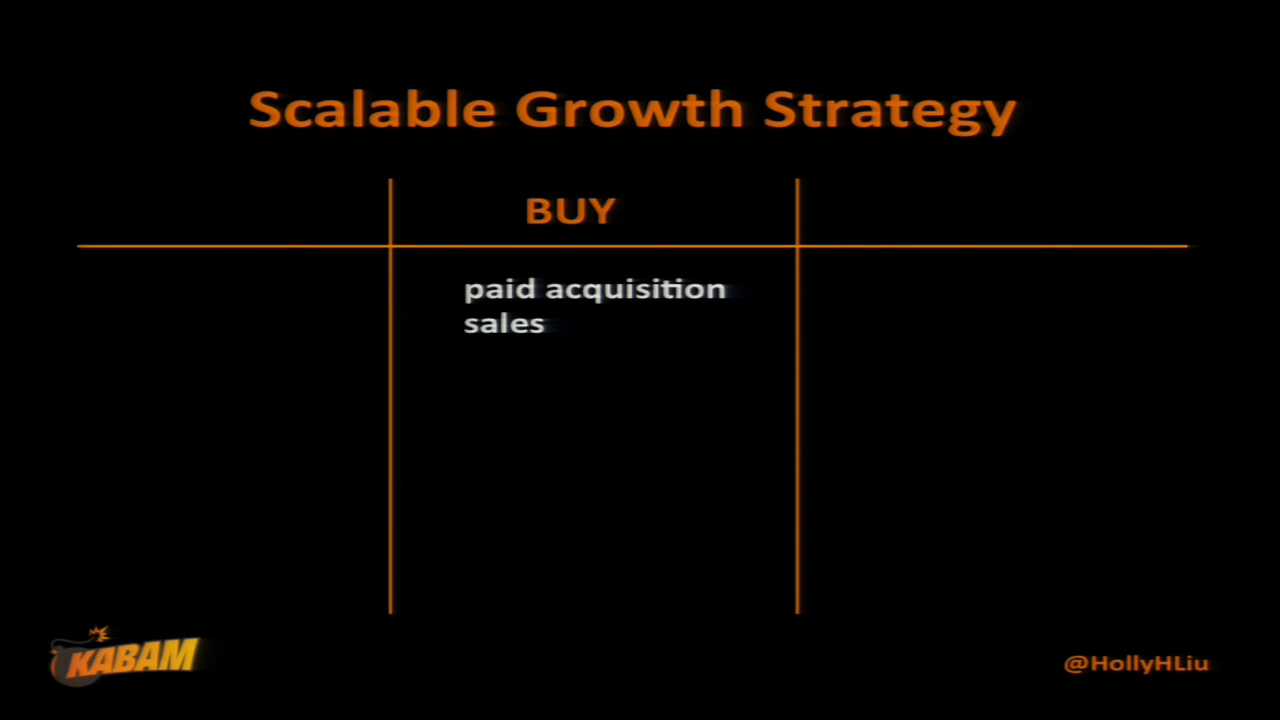 Scalable Growth Strategy
BUY
paid acquisition
sales
KABAM
@HollyHLiu